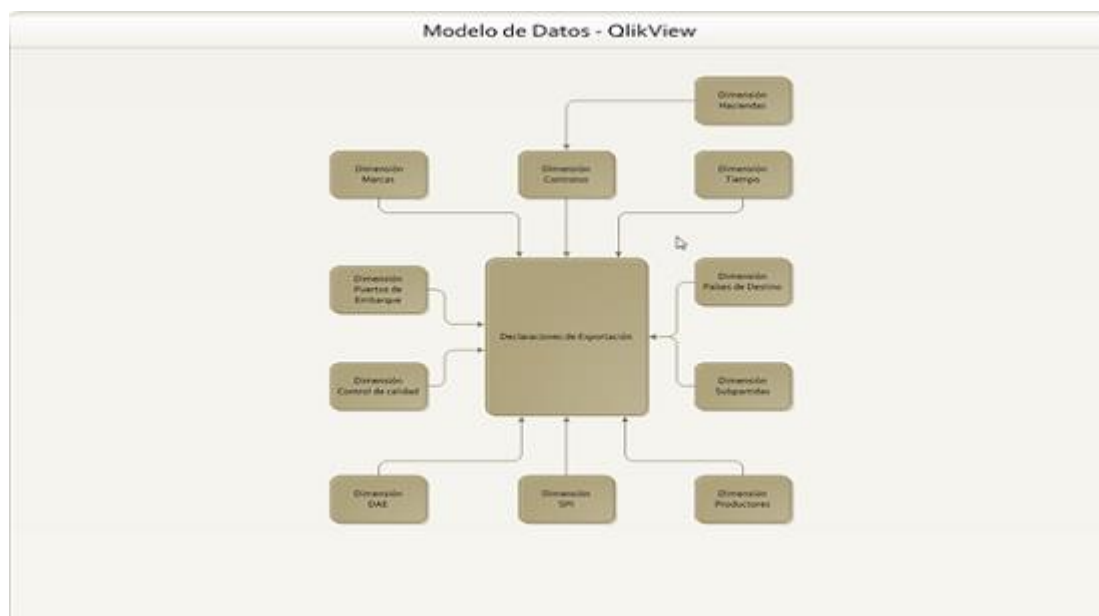 Modelo de Datos - QlikView
Dimensión
Haciendas
Dimensión
Marcas
Dimensión
Contratos
Dimensión
Tiempo
Dimensión
Puertos de
Embarque
Dimensión
Países de Destino
Declaraciones de Exportación
Dimensión
Control de calidad
Dimensión
Subpartidas
Dimensión
DAE
Dimensión
SPI
Dimensión
Productores